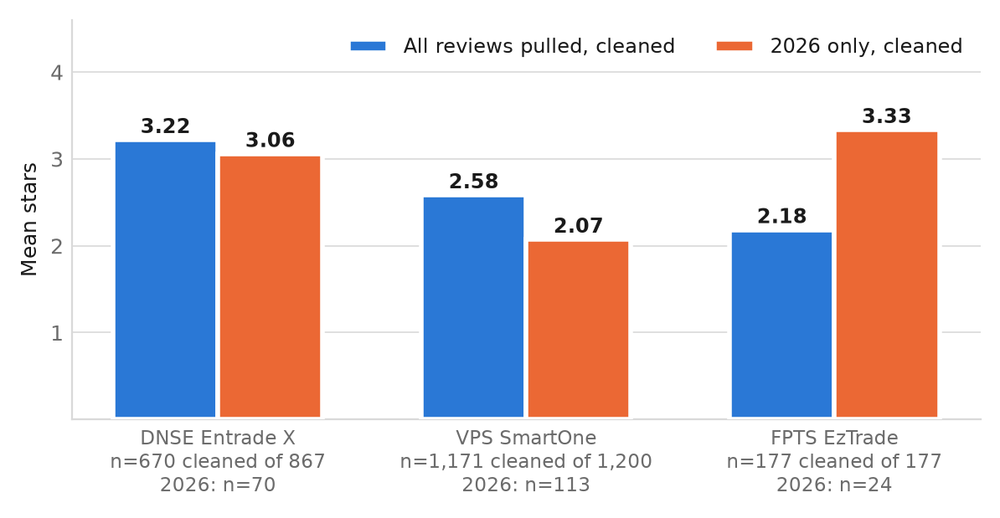 All reviews pulled, cleaned
2026 only, cleaned
Mean stars
4
3
2
1
3.22
3.06
2.58
2.07
2.18
3.33
DNSE Entrade X
n=670 cleaned of 867
2026: n=70
VPS SmartOne
n=1,171 cleaned of 1,200
2026: n=113
FPTS EzTrade
n=177 cleaned of 177
2026: n=24